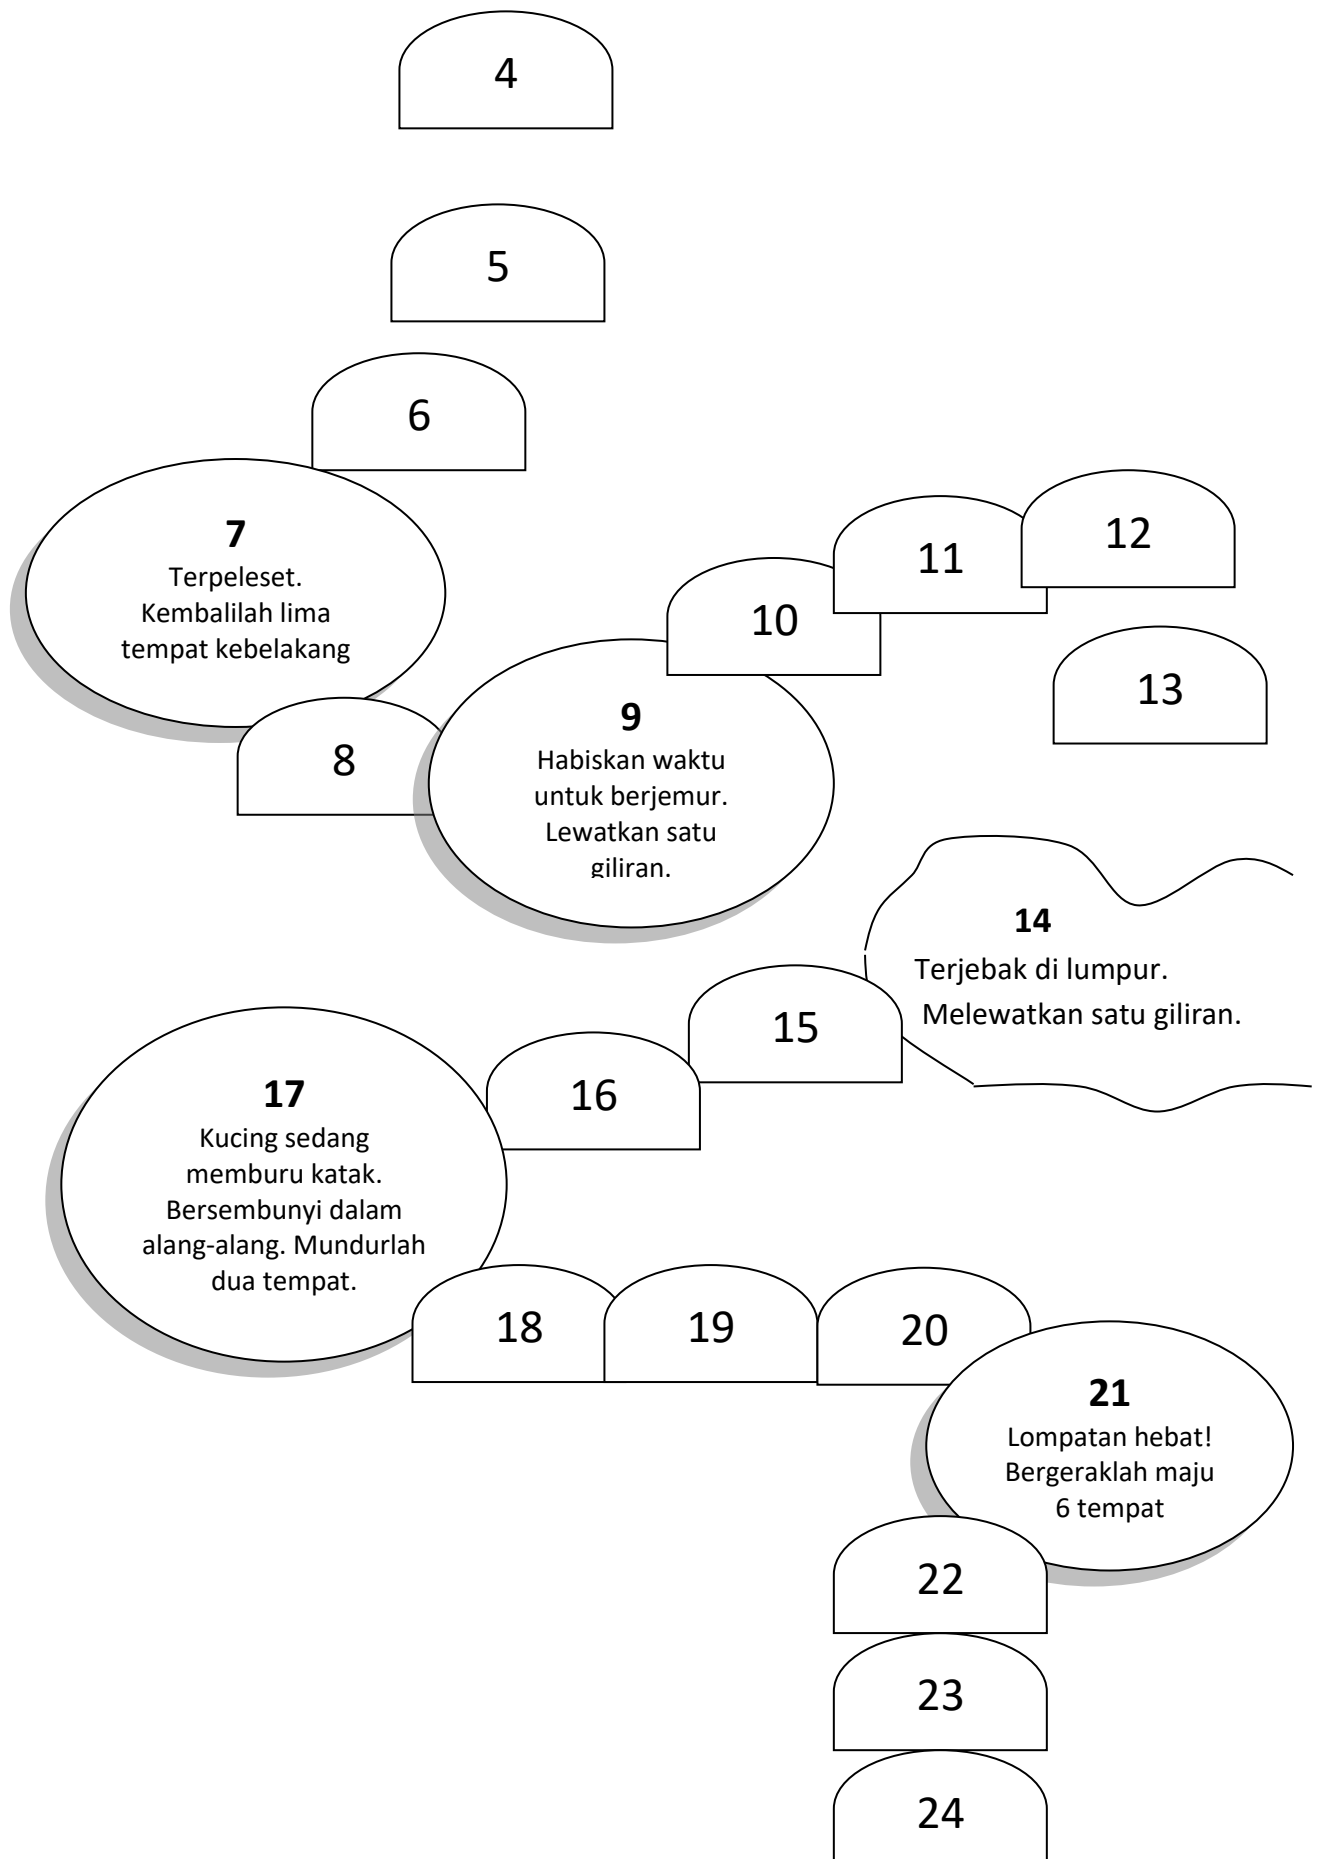 4
5
6
7
Terpeleset.
Kembalilah lima
tempat kebelakang
8
9
Habiskan waktu
untuk berjemur.
Lewatkan satu
giliran.
10
11
12
13
14
Terjebak di lumpur.
Melewatkan satu giliran.
15
16
17
Kucing sedang
memburu katak.
Bersembunyi dalam
alang-alang. Mundurlah
dua tempat.
18
19
20
21
Lompatan hebat!
Bergeraklah maju
6 tempat
22
23
24